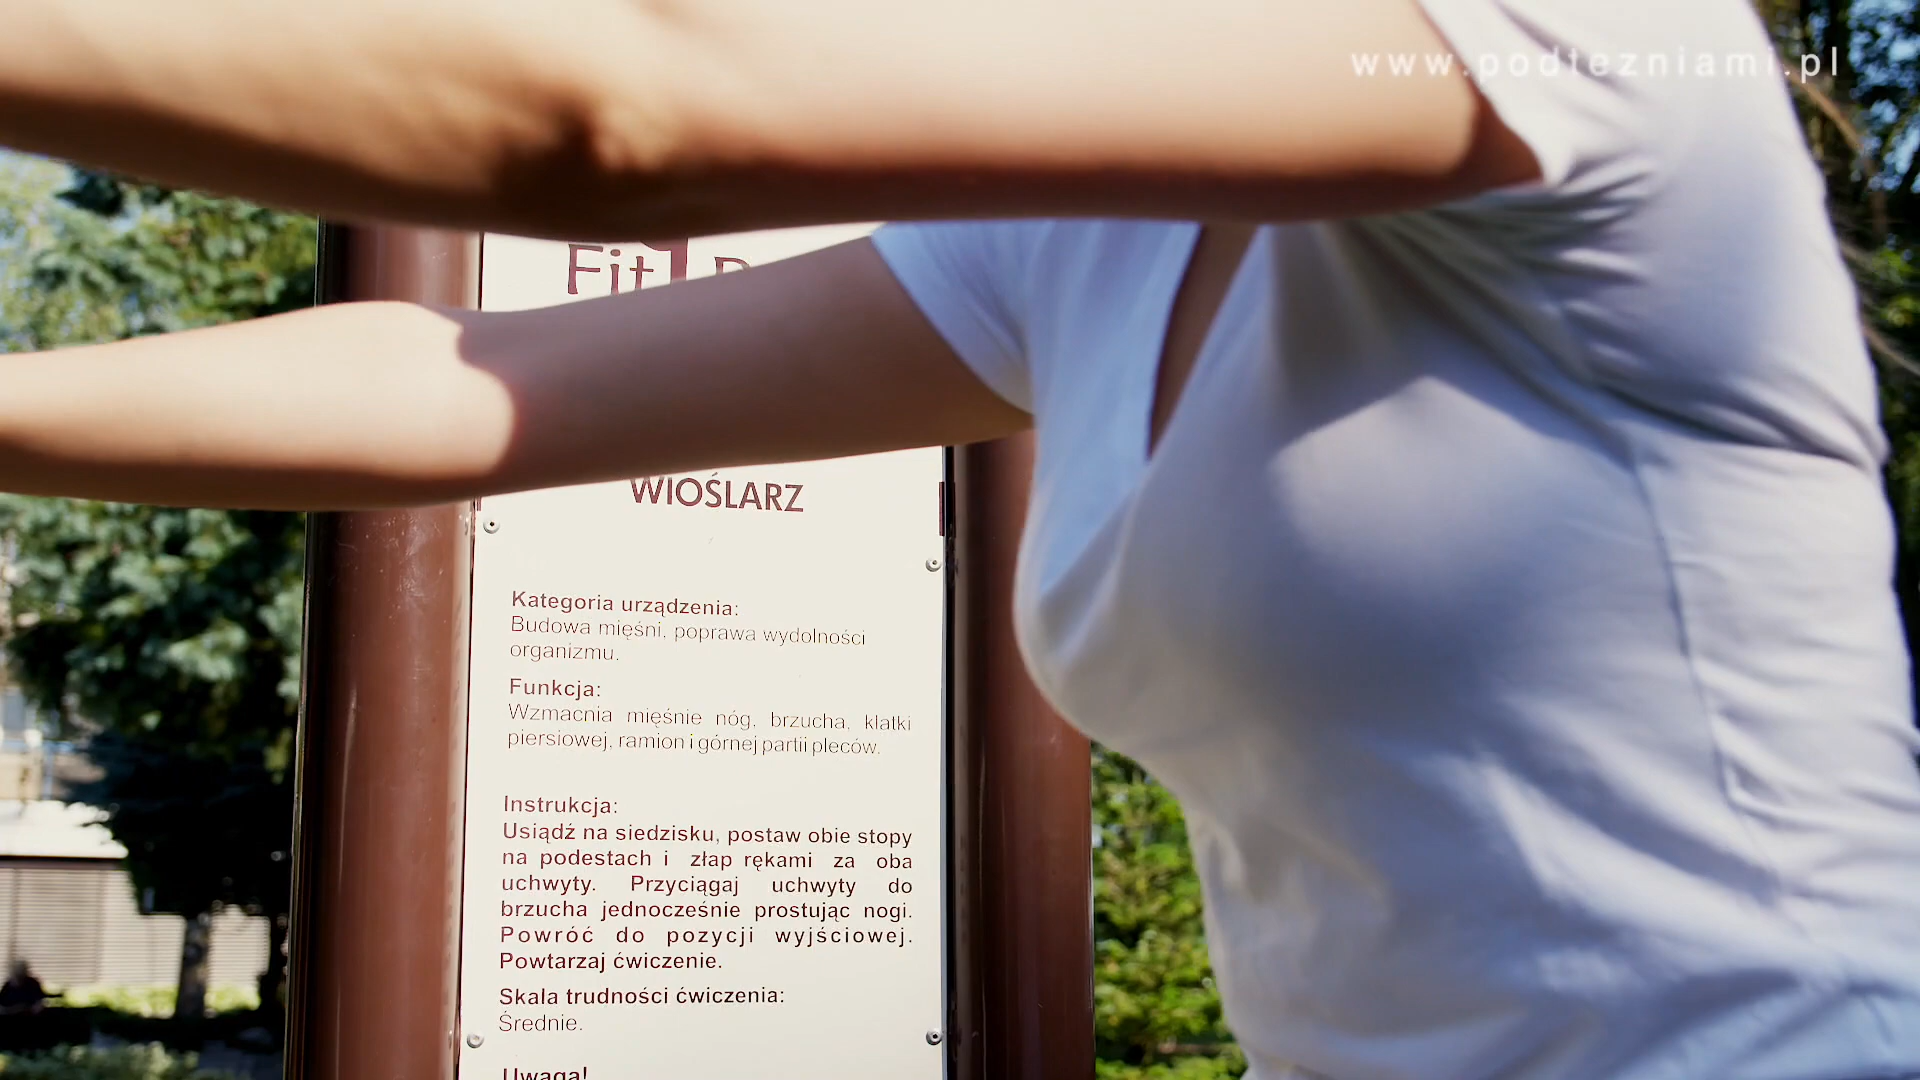 www.podtezniami.pl
Fit
WIOŚLARZ
Kategoria urządzenia:
Budowa mięśni, poprawa wydolności
organizmu.
Funkcja:
Wzmacnia mięśnie nóg, brzucha, klatki
piersiowej, ramion i górnej partii pleców.
Instrukcja:
Usiądź na siedzisku, postaw obie stopy
na podestach i złap rękami za oba
uchwyty. Przyciągaj uchwyty do
brzucha jednocześnie prostując nogi.
Powróć do pozycji wyjściowej.
Powtarzaj ćwiczenie.
Skala trudności ćwiczenia:
Średnie.
Uwaga!